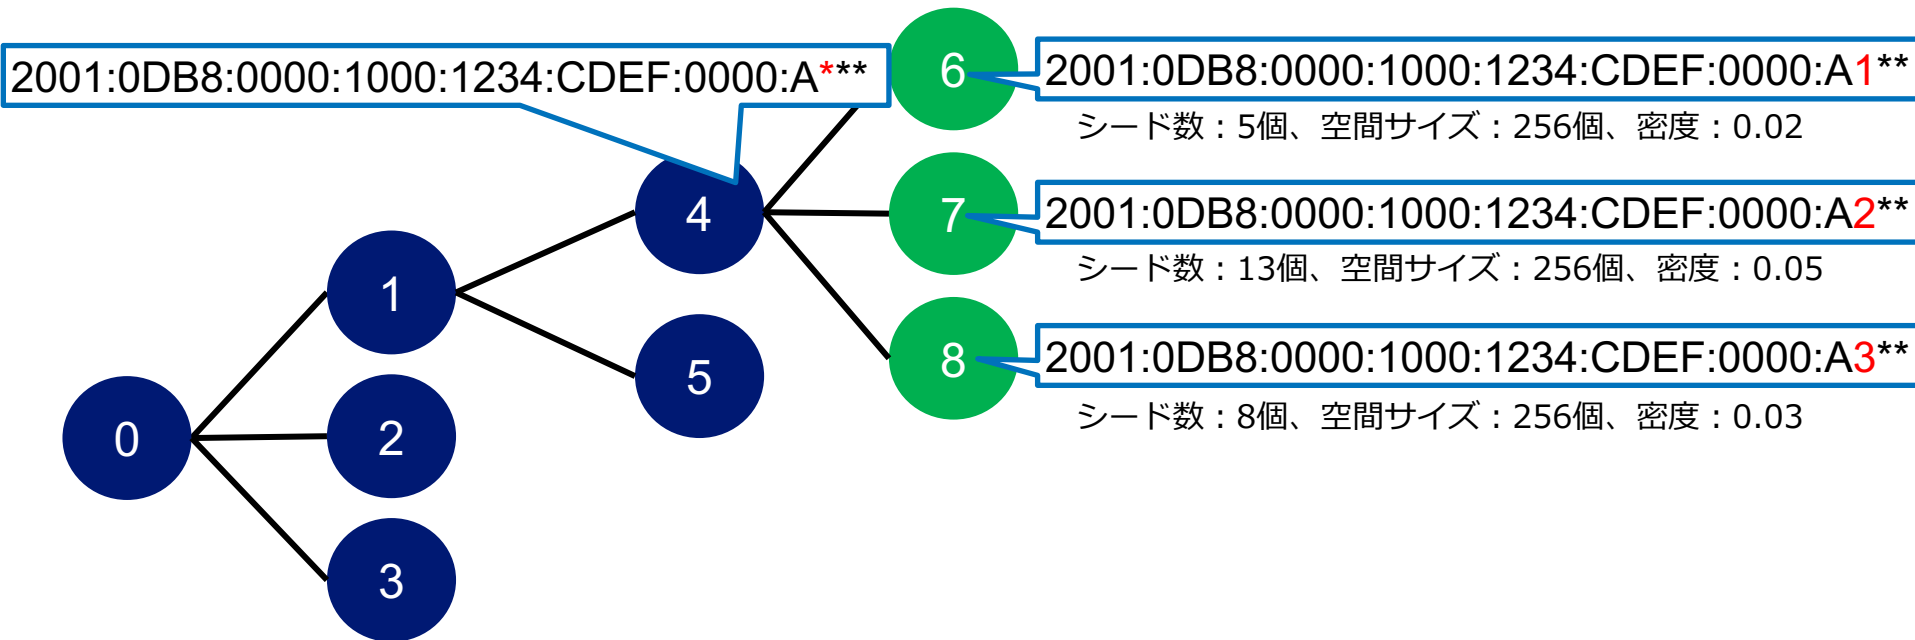 2001:0DB8:0000:1000:1234:CDEF:0000:A***
6
2001:0DB8:0000:1000:1234:CDEF:0000:A1**
シード数：5個、空間サイズ：256個、密度：0.02
4
7
2001:0DB8:0000:1000:1234:CDEF:0000:A2**
シード数：13個、空間サイズ：256個、密度：0.05
1
5
8
2001:0DB8:0000:1000:1234:CDEF:0000:A3**
シード数：8個、空間サイズ：256個、密度：0.03
0
2
3